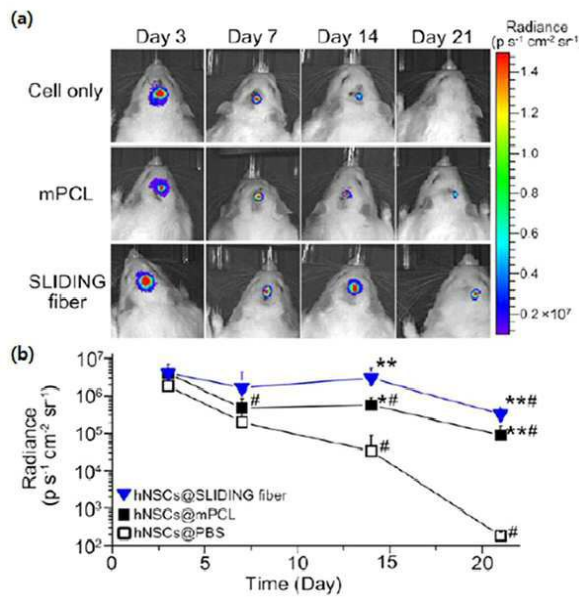 (a)
Day 3 Day 7 Day 14 Day 21
Radiance
(p s-1 cm-2 sr-1)
Cell only
mPCL
SLIDING
fiber
1.4
1.2
1.0
0.8
0.6
0.4
0.2 ×10⁷
(b)
Radiance
(p s⁻¹ cm⁻² sr⁻¹)
10⁷
10⁶
10⁵
10⁴
10³
10²
**
# *# **#
**#
#
#
hNSCs@SLIDING fiber
hNSCs@mPCL
hNSCs@PBS
0 5 10 15 20
Time (Day)